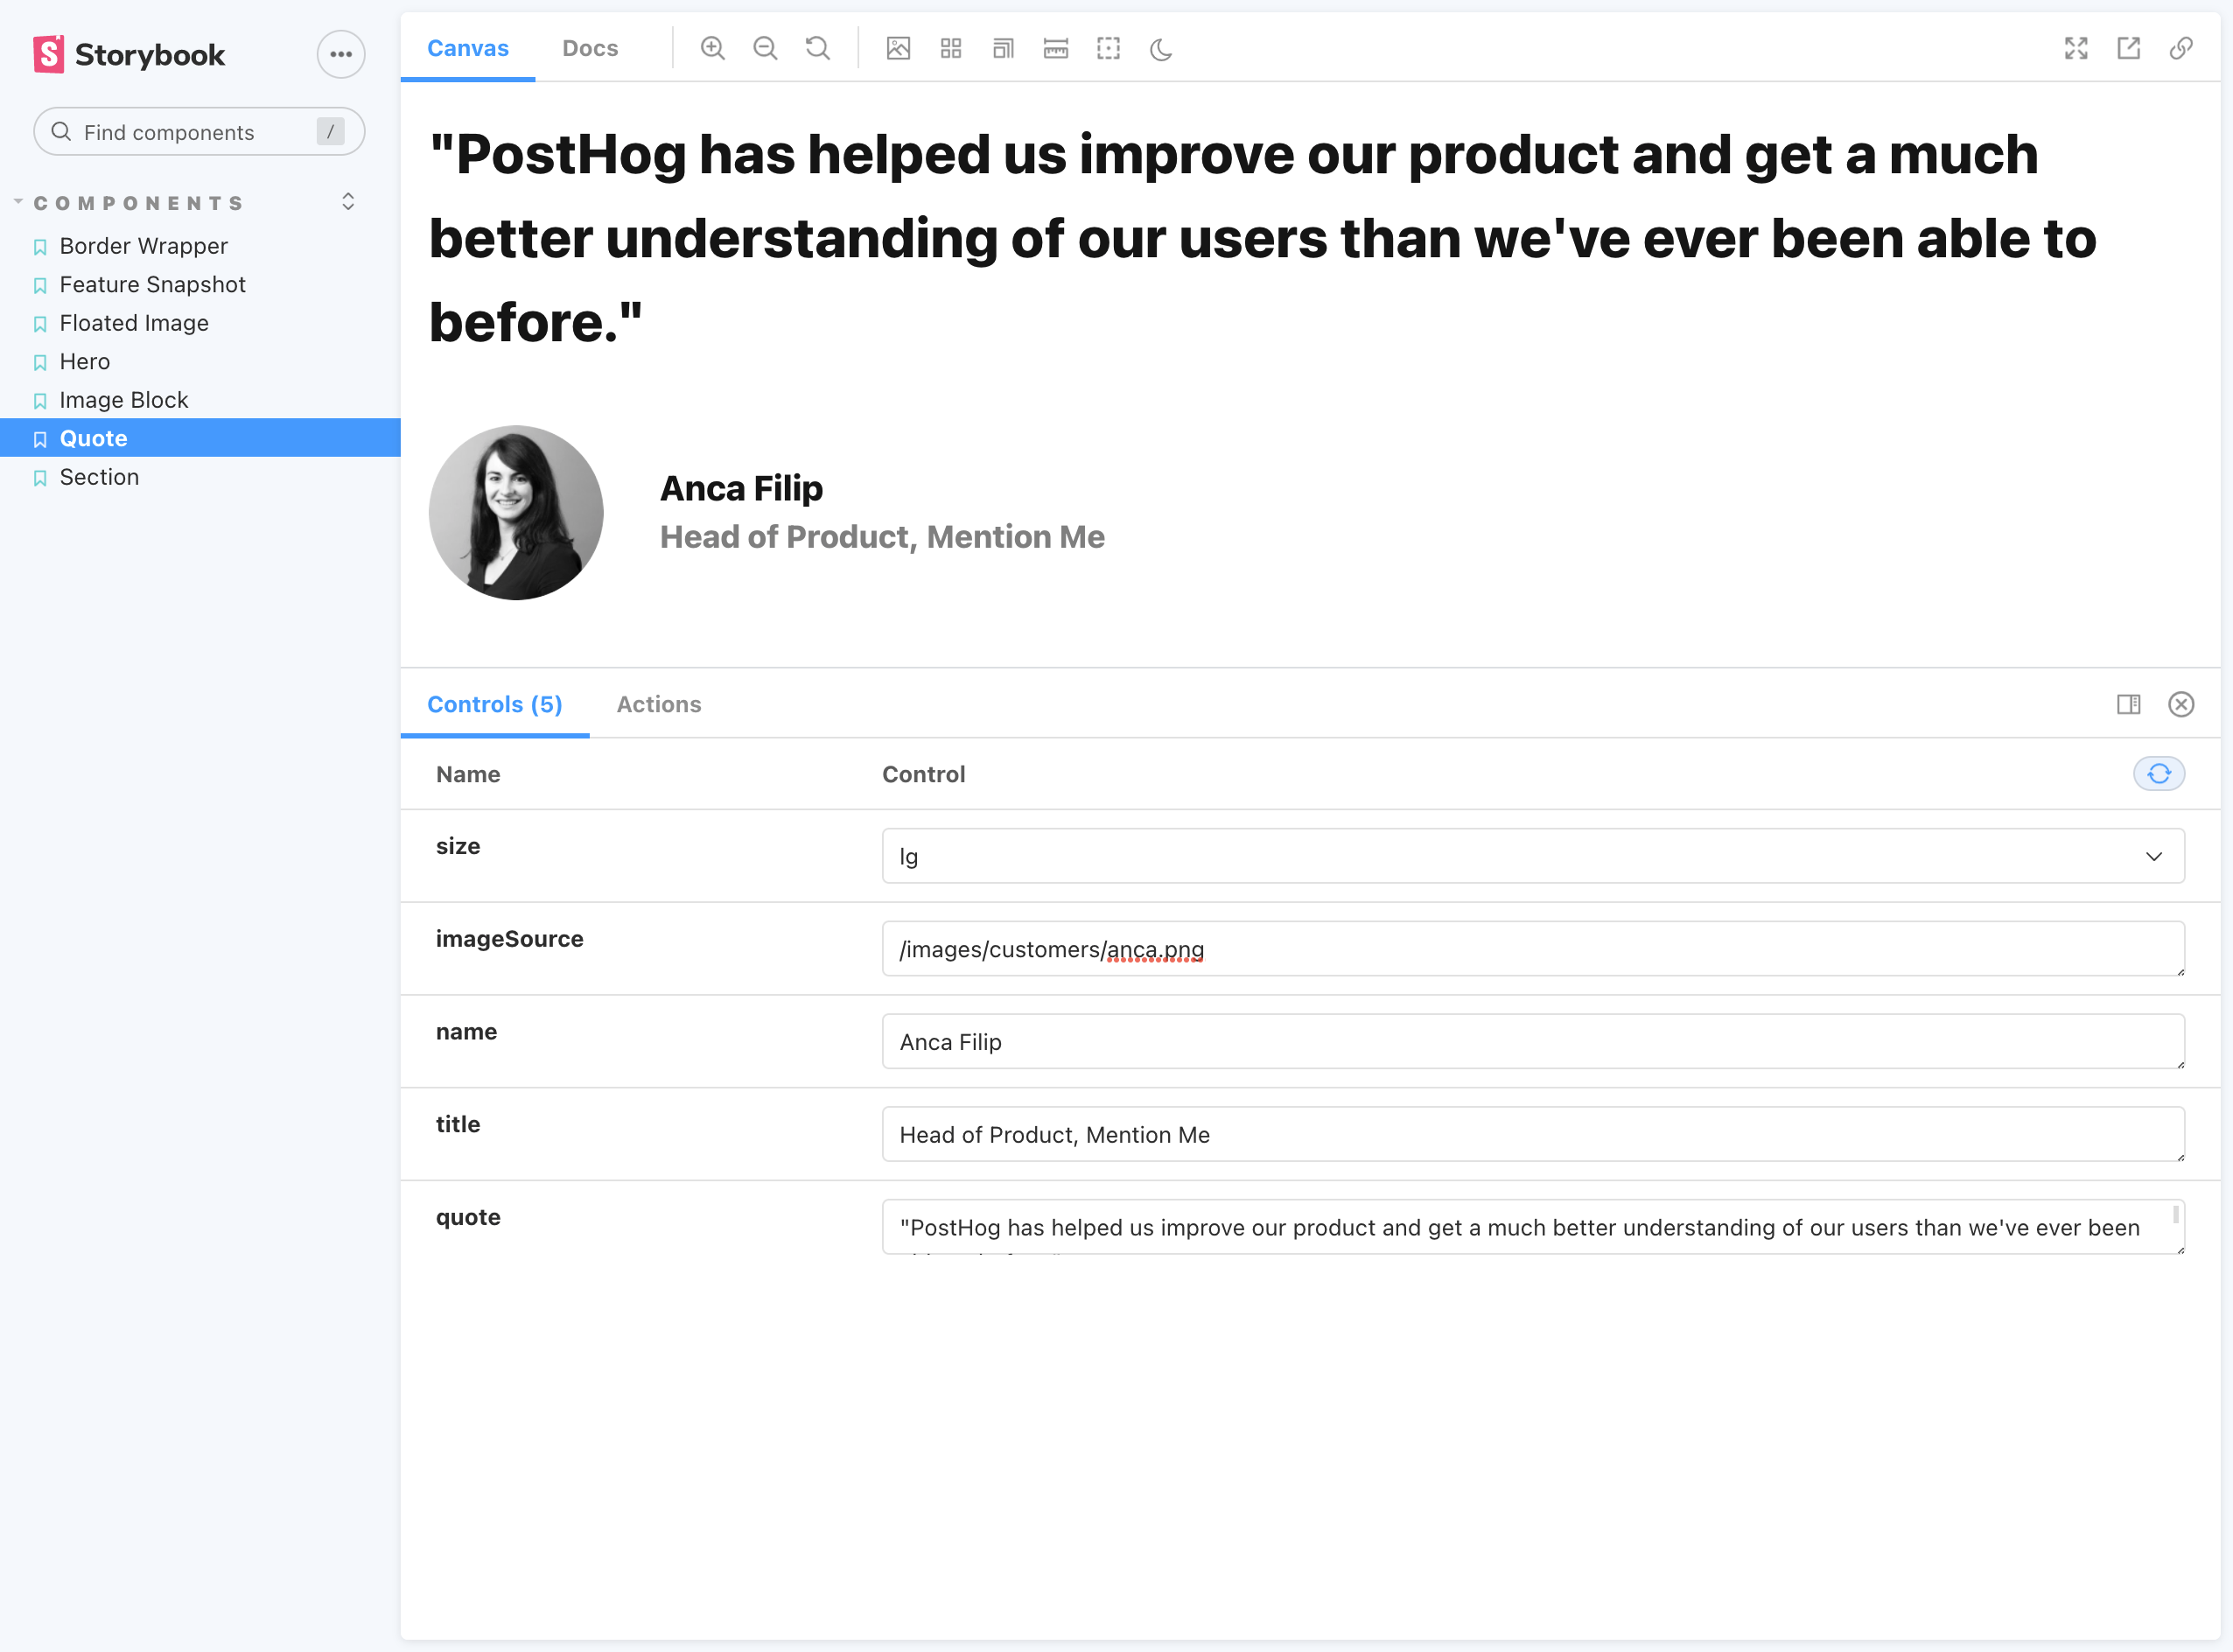 Storybook
Find components
/
COMPONENTS
Border Wrapper
Feature Snapshot
Floated Image
Hero
Image Block
Quote
Section
Canvas
Docs
"PostHog has helped us improve our product and get a much
better understanding of our users than we've ever been able to
before."
Anca Filip
Head of Product, Mention Me
Controls (5)
Actions
Name
Control
size
lg
imageSource
/images/customers/anca.png
name
Anca Filip
title
Head of Product, Mention Me
quote
"PostHog has helped us improve our product and get a much better understanding of our users than we've ever been